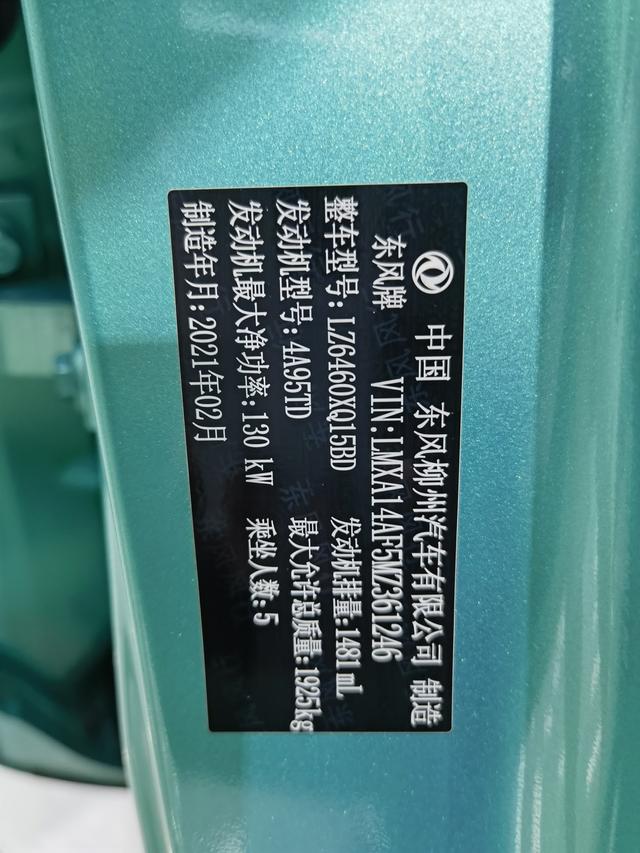 中国 东风柳州汽车有限公司 制造
东风牌 VIN:LMXA14AF5MZ361246
整车型号:LZ6460XQ15BD 发动机排量:1481 mL
发动机型号:4A95TD 最大允许总质量:1925kg
发动机最大净功率:130 kW 乘坐人数:5
制造年月:2021年02月